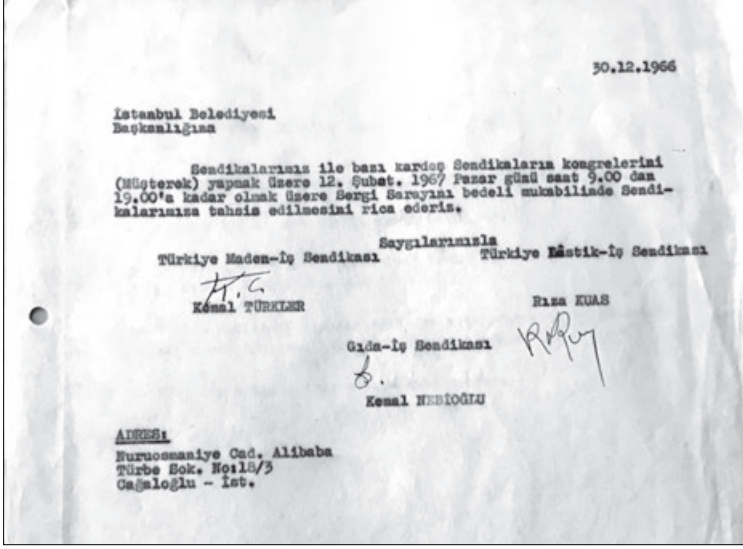 30.12.1966
İstanbul Belediyesi
Başkanlığına
Sendikalarımız ile bazı kardeş Sendikaların kongrelerini
(Müşterek) yapmak üzere 12. Şubat. 1967 Pazar günü saat 9.00 dan
19.00'a kadar olmak üzere Sergi Sarayını bedeli mukabilinde Sendi-
kalarımıza tahsis edilmesini rica ederiz.
Saygılarımızla
Türkiye Maden-İş Sendikası Türkiye Lâstik-İş Sendikası
Kemal TÜRKLER Rıza KUAS
Gıda-İş Sendikası
Kemal NEBİOĞLU
ADRES:
Nuruosmaniye Cad. Alibaba
Türbe Sok. No:18/3
Cağaloğlu - İst.